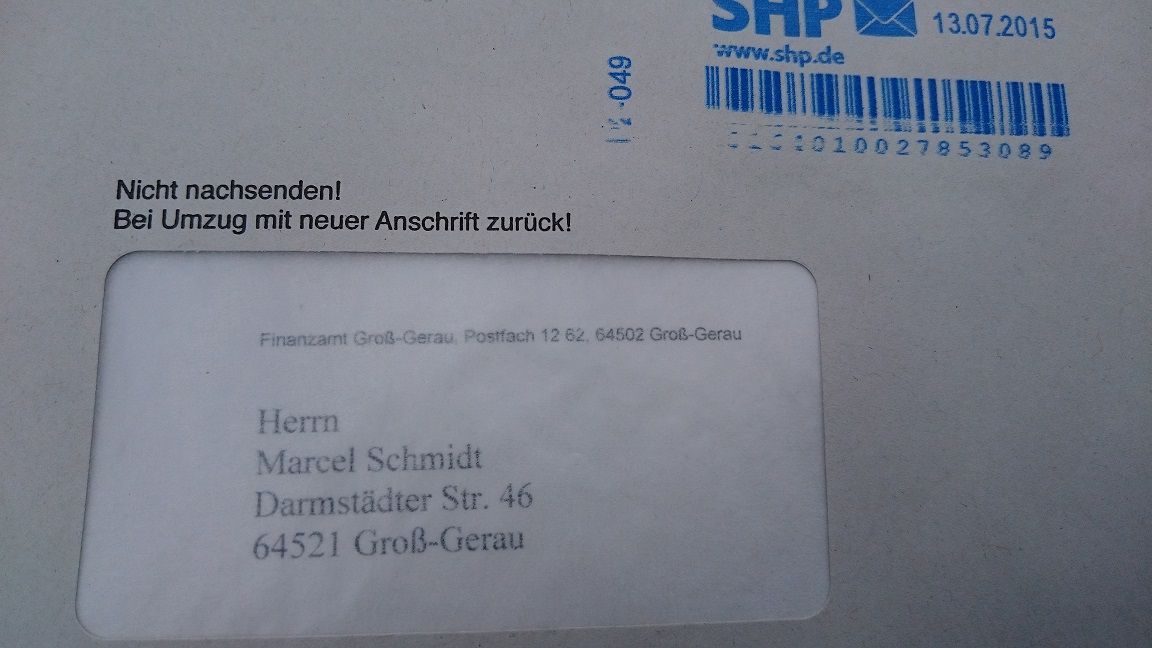 SHP 13.07.2015
www.shp.de
-049
10027853089
Nicht nachsenden!
Bei Umzug mit neuer Anschrift zurück!
Finanzamt Groß-Gerau, Postfach 12 62, 64502 Groß-Gerau
Herrn
Marcel Schmidt
Darmstädter Str. 46
64521 Groß-Gerau